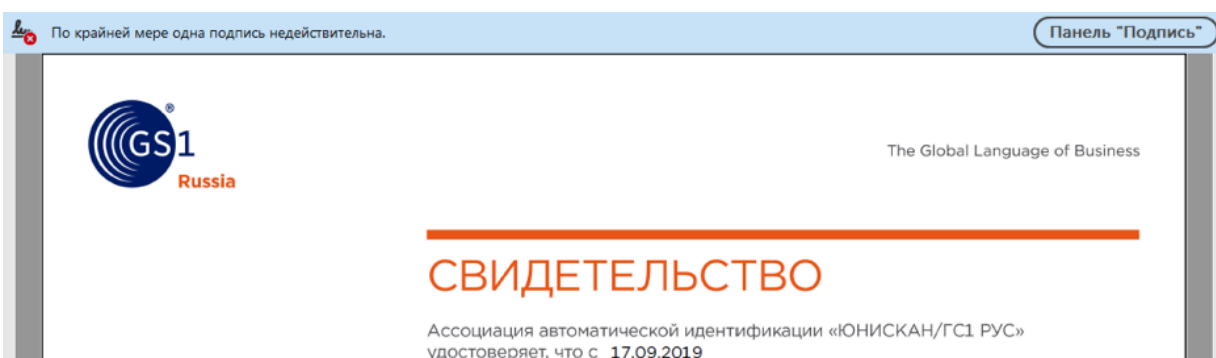 По крайней мере одна подпись недействительна.
Панель "Подпись"
GS1
Russia
The Global Language of Business
СВИДЕТЕЛЬСТВО
Ассоциация автоматической идентификации «ЮНИСКАН/ГС1 РУС»
удостоверяет, что с 17.09.2019